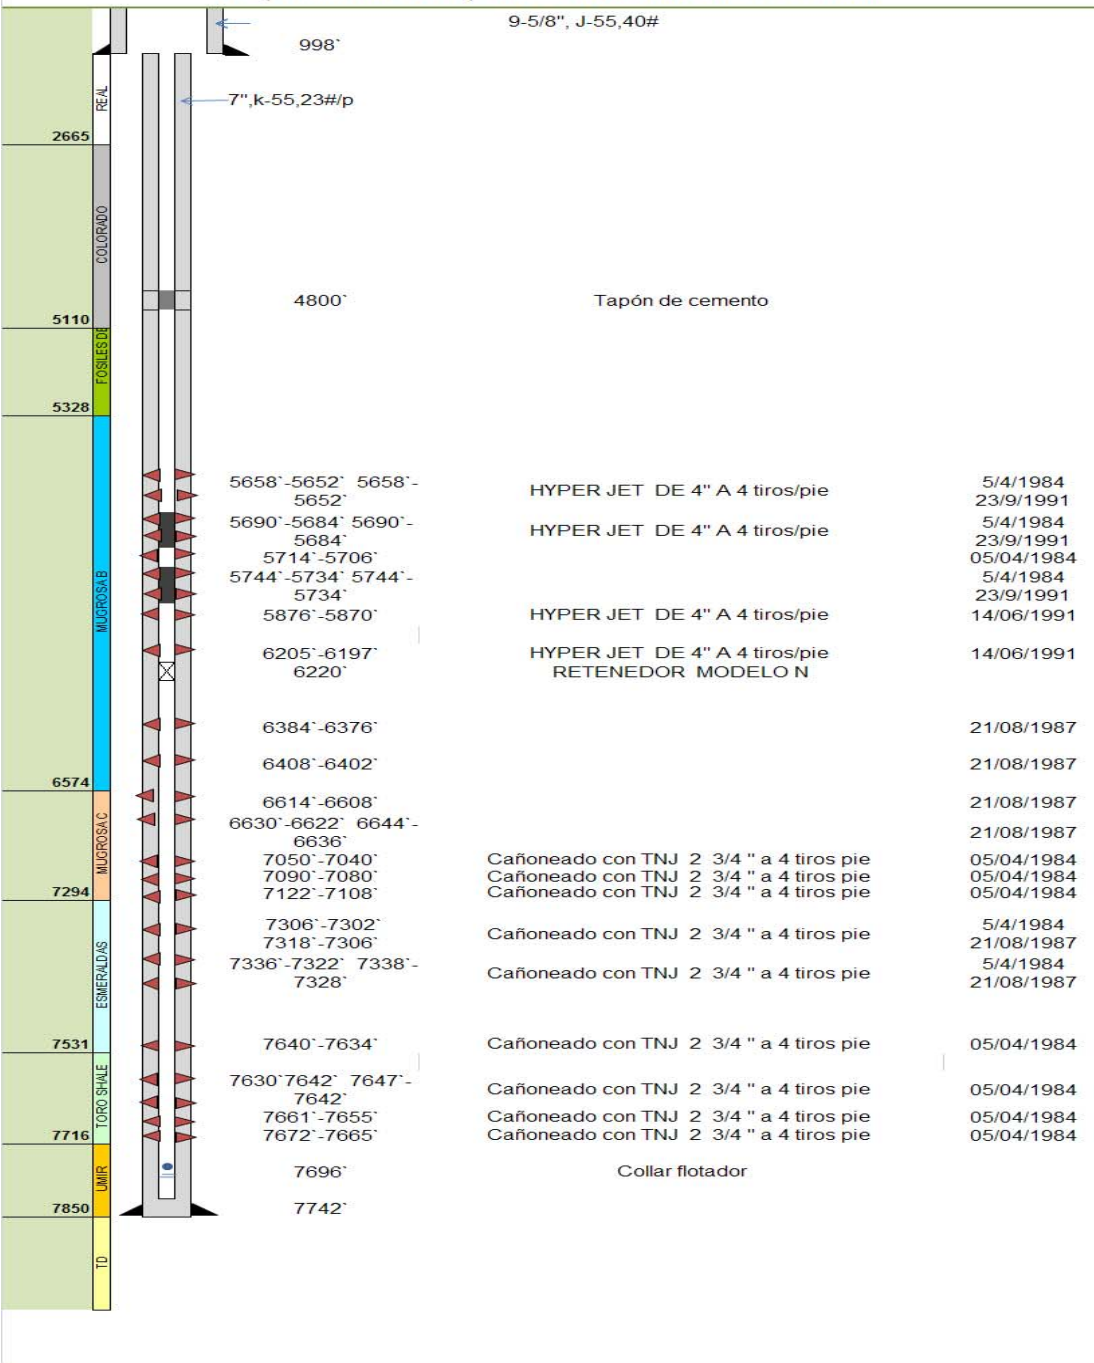 9-5/8", J-55,40#
998`
REAL
7",k-55,23#/p
2665
COLORADO
4800` Tapón de cemento
5110
FOSILES DE
5328
MUGROSA B
5658`-5652` 5658`-
5652`
HYPER JET DE 4" A 4 tiros/pie
5/4/1984
23/9/1991
5690`-5684` 5690`-
5684`
HYPER JET DE 4" A 4 tiros/pie
5/4/1984
23/9/1991
5714`-5706` 05/04/1984
5744`-5734` 5744`-
5734`
5/4/1984
23/9/1991
5876`-5870` HYPER JET DE 4" A 4 tiros/pie 14/06/1991
6205`-6197` HYPER JET DE 4" A 4 tiros/pie 14/06/1991
6220` RETENEDOR MODELO N
6384`-6376` 21/08/1987
6408`-6402` 21/08/1987
6574
MUGROSA C
6614`-6608` 21/08/1987
6630`-6622` 6644`-
6636`
21/08/1987
7050`-7040` Cañoneado con TNJ 2 3/4 " a 4 tiros pie 05/04/1984
7090`-7080` Cañoneado con TNJ 2 3/4 " a 4 tiros pie 05/04/1984
7122`-7108` Cañoneado con TNJ 2 3/4 " a 4 tiros pie 05/04/1984
7294
ESMERALDAS
7306`-7302`
7318`-7306`
Cañoneado con TNJ 2 3/4 " a 4 tiros pie
5/4/1984
21/08/1987
7336`-7322` 7338`-
7328`
Cañoneado con TNJ 2 3/4 " a 4 tiros pie
5/4/1984
21/08/1987
7531
7640`-7634` Cañoneado con TNJ 2 3/4 " a 4 tiros pie 05/04/1984
TORO SHALE
7630`7642` 7647`-
7642`
Cañoneado con TNJ 2 3/4 " a 4 tiros pie
05/04/1984
7661`-7655` Cañoneado con TNJ 2 3/4 " a 4 tiros pie 05/04/1984
7672`-7665` Cañoneado con TNJ 2 3/4 " a 4 tiros pie 05/04/1984
7716
UMIR
7696` Collar flotador
7850
7742`
TD